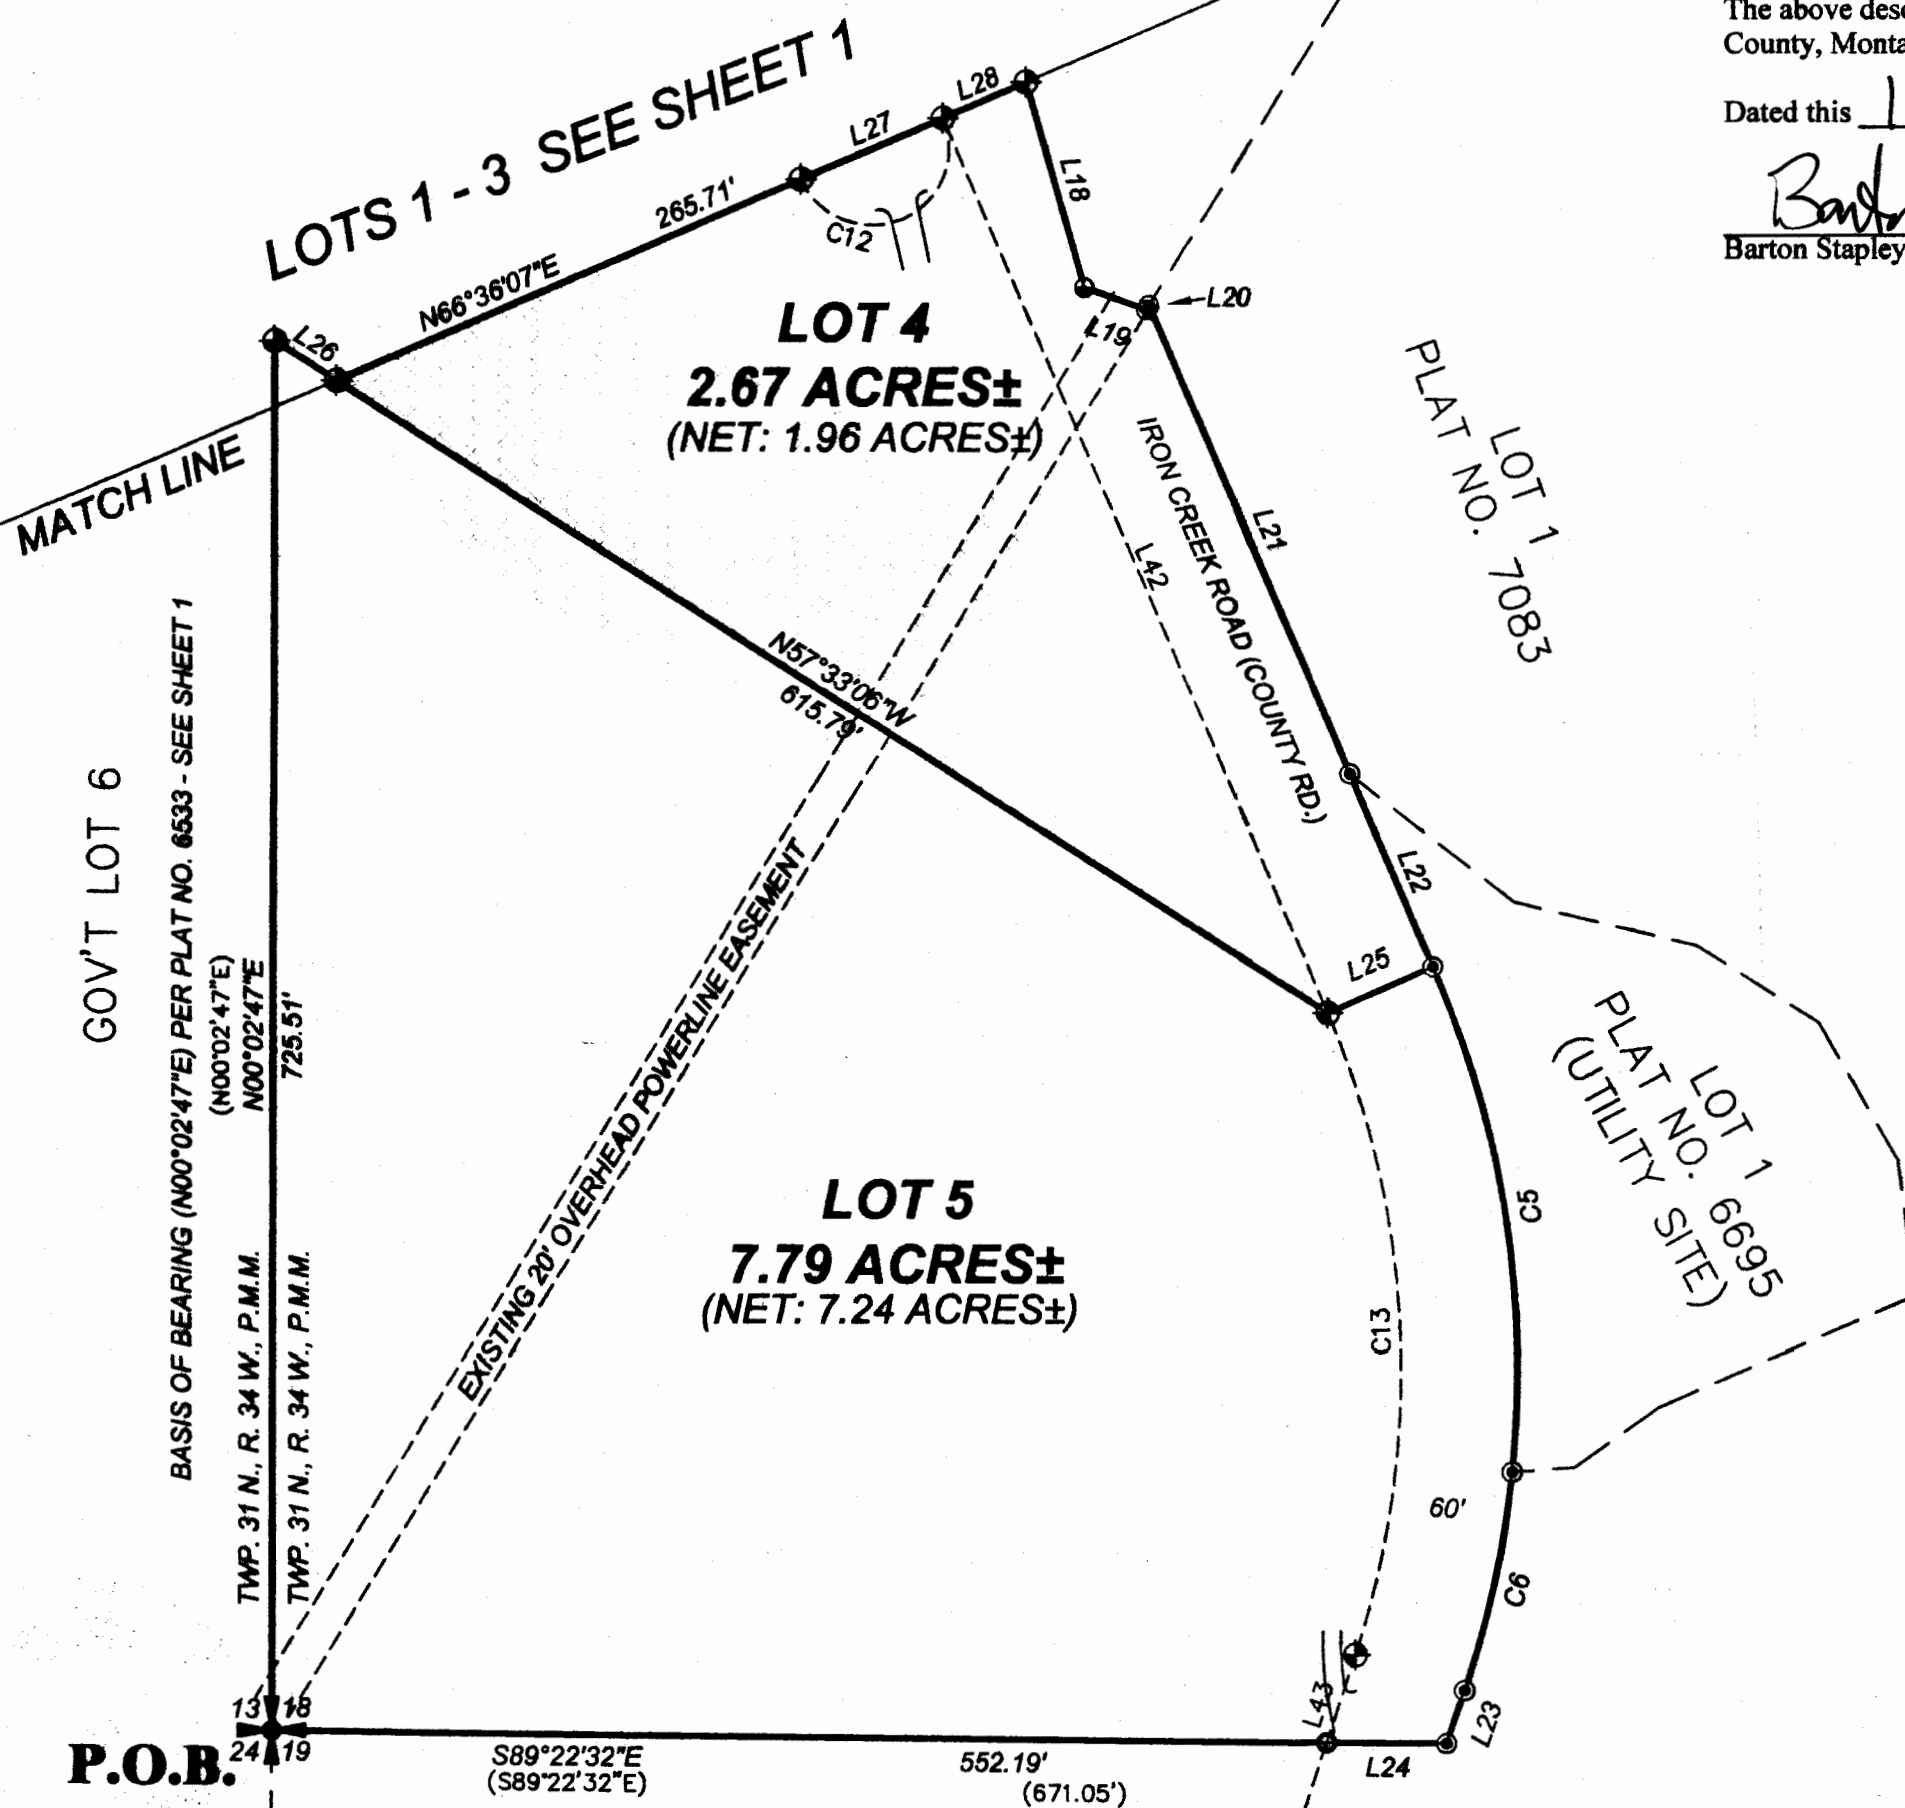 The above
County,
Dated this
Barton Stapley
LOTS 1 - 3 SEE SHEET 1
L28
L27
265.71'
N66°36'07"E
C12
L18
L26
L19
L20
MATCH LINE
LOT 4
2.67 ACRES±
(NET: 1.96 ACRES±)
LOT 1
PLAT NO. 7083
IRON CREEK ROAD (COUNTY RD.)
L21
L42
L22
L25
N57°33'06"W
615.79'
GOV'T LOT 6
BASIS OF BEARING (N00°02'47"E) PER PLAT NO. 6533 - SEE SHEET 1
(N00°02'47"E)
N00°02'47"E
725.51'
TWP. 31 N., R. 34 W., P.M.M.
TWP. 31 N., R. 34 W., P.M.M.
EXISTING 20' OVERHEAD POWERLINE EASEMENT
LOT 5
7.79 ACRES±
(NET: 7.24 ACRES±)
LOT 1
PLAT NO. 6695
(UTILITY SITE)
C5
C13
60'
C6
L43
L23
13 18
24 19
P.O.B.
S89°22'32"E
(S89°22'32"E)
552.19'
(671.05')
L24